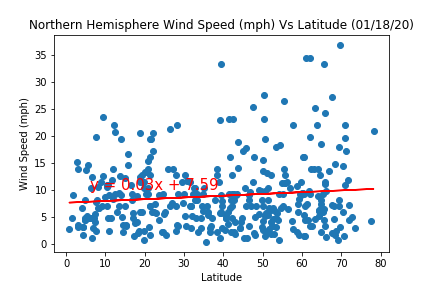 Northern Hemisphere Wind Speed (mph) Vs Latitude (01/18/20)
35
30
25
20
15
10
5
0
Wind Speed (mph)
y = 0.03x + 7.59
0 10 20 30 40 50 60 70 80
Latitude